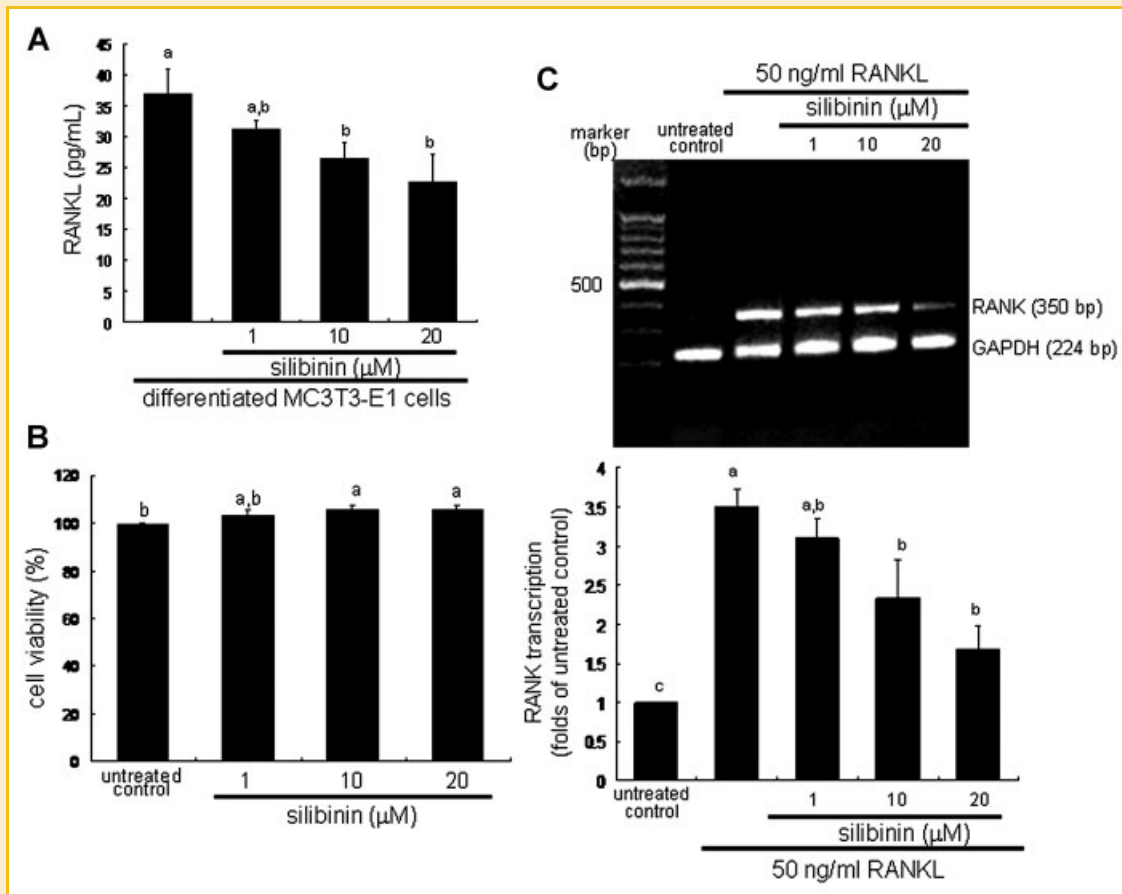 A
RANKL (pg/mL)
45
40
35
30
25
20
15
10
5
0
a
a,b
b
b
1 10 20
silibinin (μM)
differentiated MC3T3-E1 cells
B
cell viability (%)
120
100
80
60
40
20
0
b
a,b
a
a
untreated
control
1 10 20
silibinin (μM)
C
50 ng/ml RANKL
silibinin (μM)
marker
(bp)
untreated
control
1 10 20
500
RANK (350 bp)
GAPDH (224 bp)
RANK transcription
(folds of untreated control)
4
3.5
3
2.5
2
1.5
1
0.5
0
c
a
a,b
b
b
untreated
control
1 10 20
silibinin (μM)
50 ng/ml RANKL